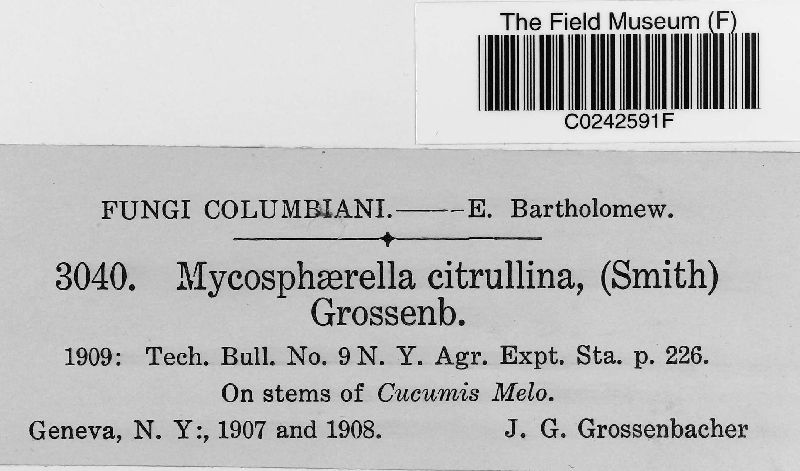 The Field Museum (F)
C0242591F
FUNGI COLUMBIANI.——E. Bartholomew.
3040. Mycosphærella citrullina, (Smith)
Grossenb.
1909: Tech. Bull. No. 9 N. Y. Agr. Expt. Sta. p. 226.
On stems of Cucumis Melo.
Geneva, N. Y:, 1907 and 1908. J. G. Grossenbacher